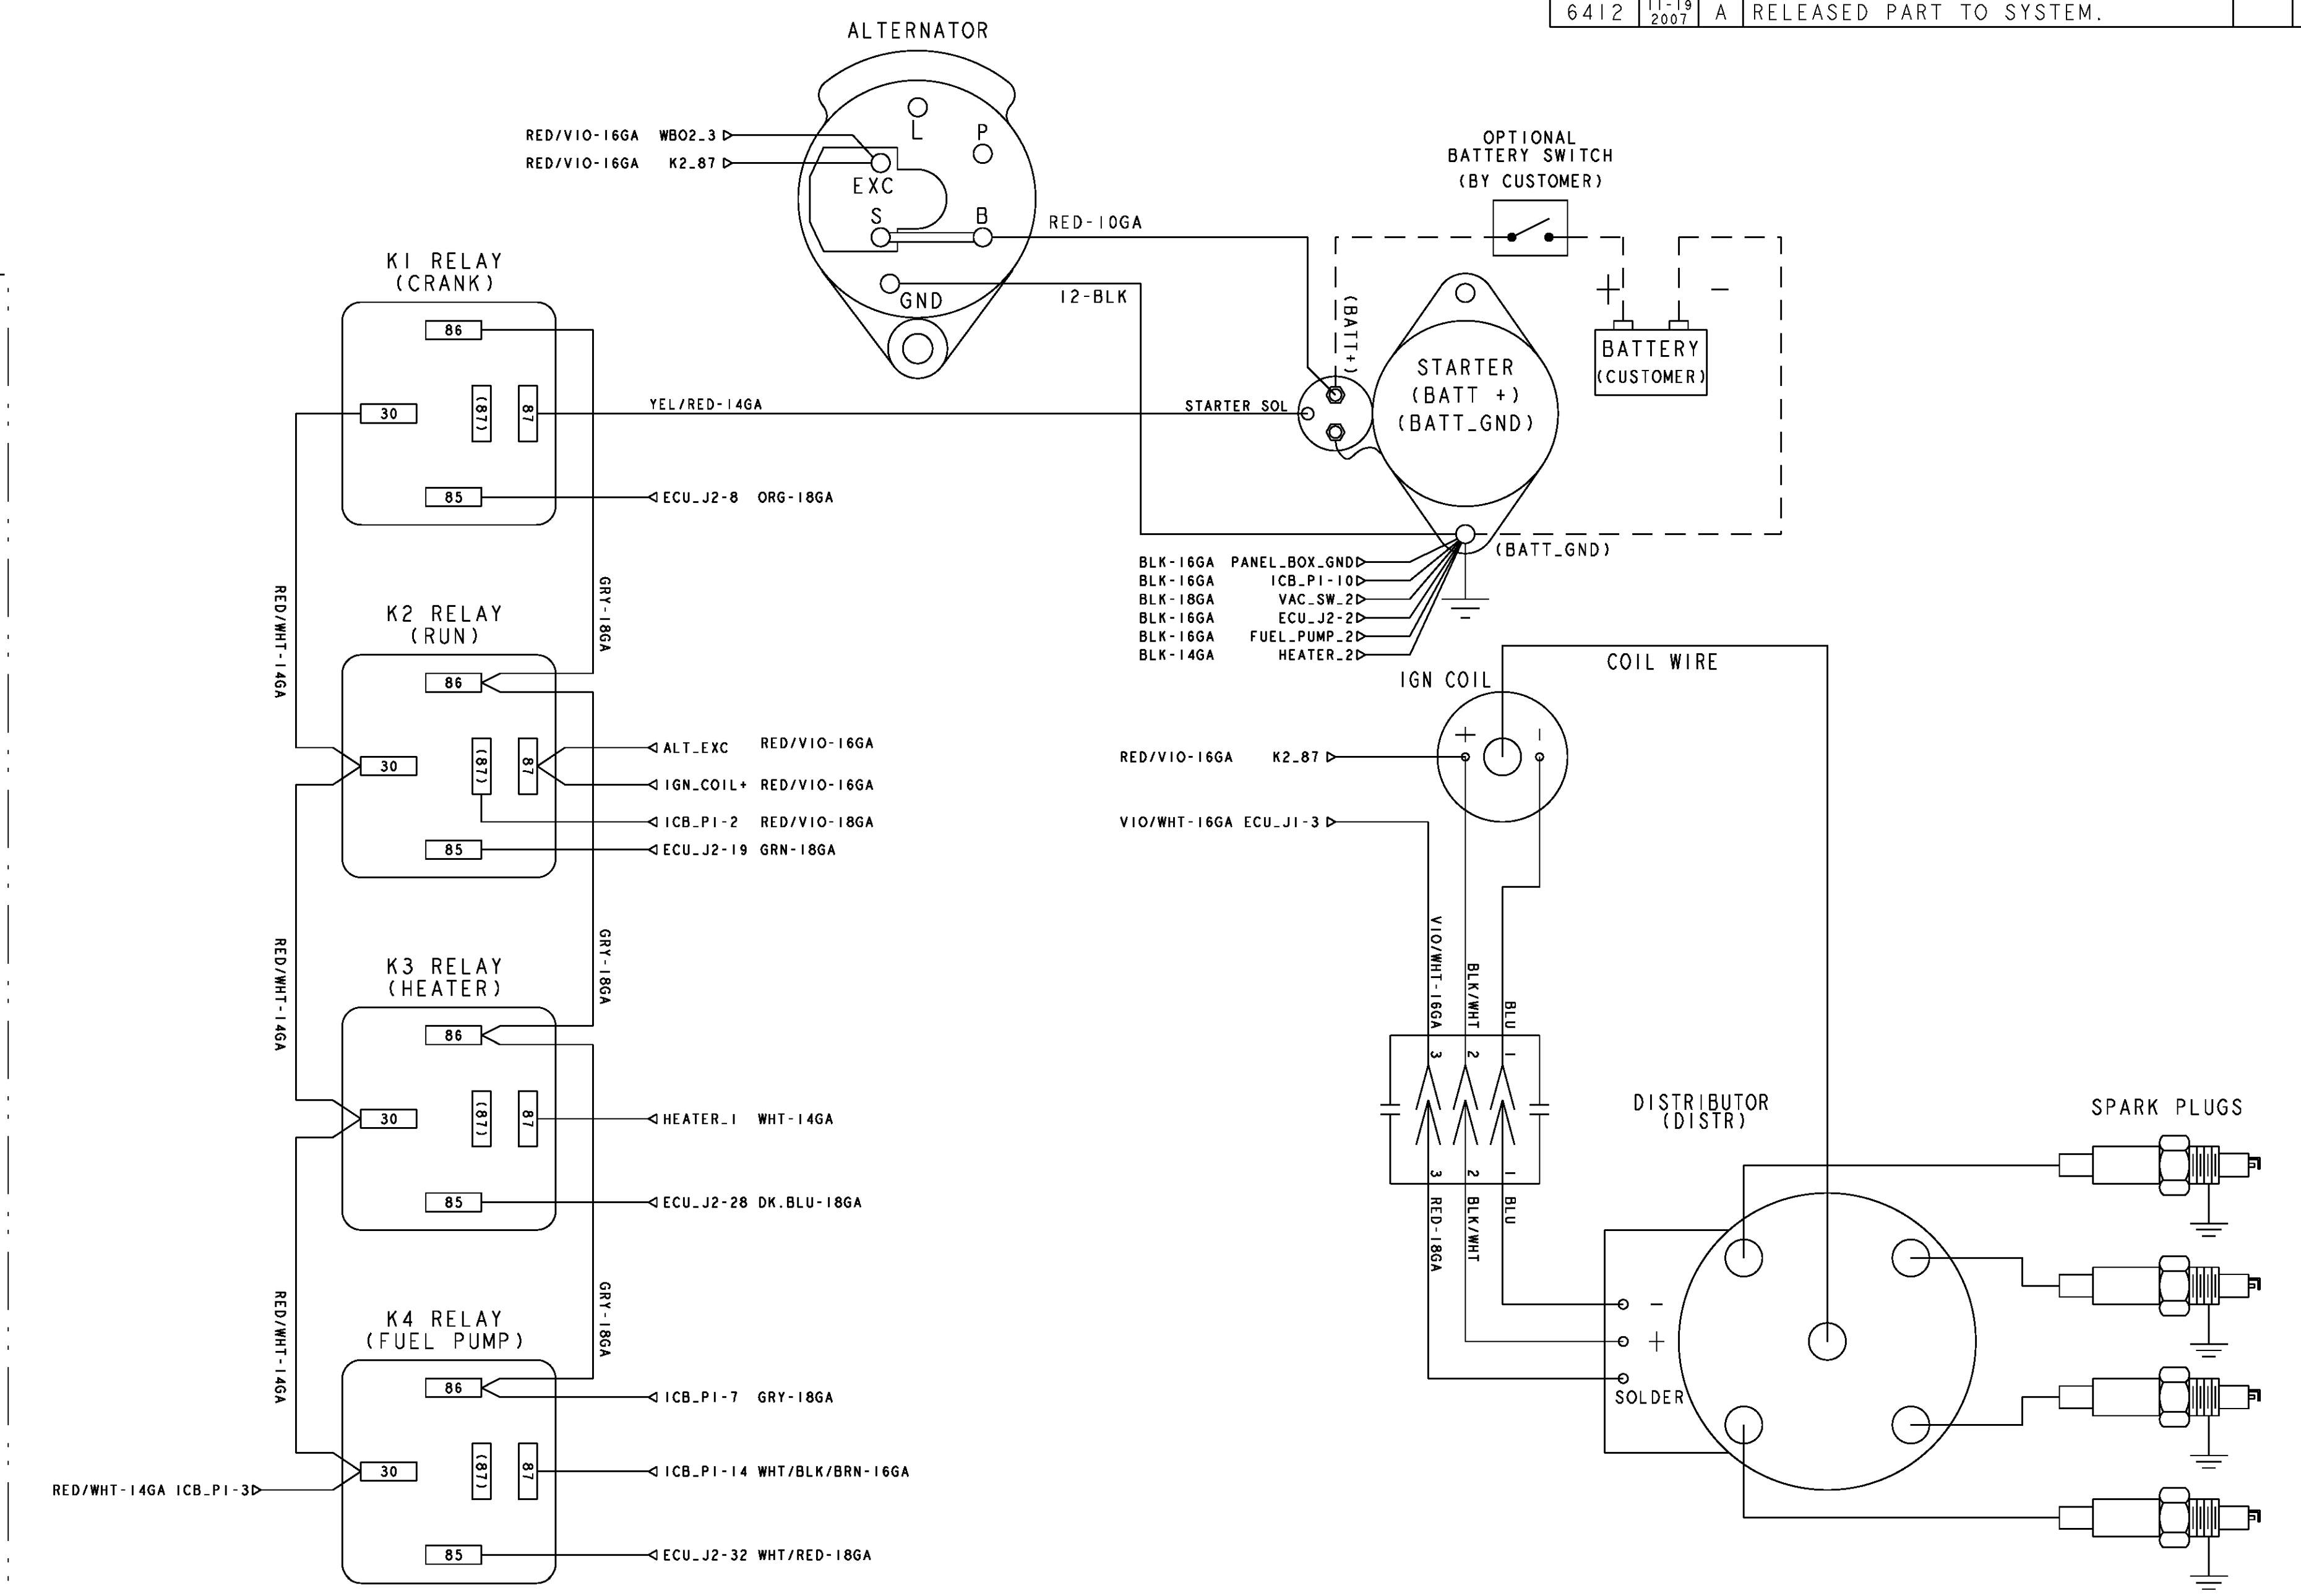 6412 11-19 2007 A RELEASED PART TO SYSTEM.
ALTERNATOR
L
P
RED/VIO-16GA WBO2_3
RED/VIO-16GA K2_87
EXC
S
B
GND
RED-10GA
12-BLK
OPTIONAL
BATTERY SWITCH
(BY CUSTOMER)
+
-
(BATT+)
BATTERY
(CUSTOMER)
STARTER
(BATT +)
(BATT_GND)
STARTER SOL
(BATT_GND)
BLK-16GA PANEL_BOX_GND
BLK-16GA ICB_P1-10
BLK-18GA VAC_SW_2
BLK-16GA ECU_J2-2
BLK-16GA FUEL_PUMP_2
BLK-14GA HEATER_2
K1 RELAY
(CRANK)
86
30
(87)
87
YEL/RED-14GA
85
ECU_J2-8 ORG-18GA
RED/WHT-14GA
GRY-18GA
K2 RELAY
(RUN)
86
30
(87)
87
ALT_EXC RED/VIO-16GA
IGN_COIL+ RED/VIO-16GA
ICB_P1-2 RED/VIO-18GA
85
ECU_J2-19 GRN-18GA
RED/WHT-14GA
GRY-18GA
K3 RELAY
(HEATER)
86
30
(87)
87
HEATER_1 WHT-14GA
85
ECU_J2-28 DK.BLU-18GA
RED/WHT-14GA
GRY-18GA
K4 RELAY
(FUEL PUMP)
86
ICB_P1-7 GRY-18GA
30
(87)
87
ICB_P1-14 WHT/BLK/BRN-16GA
RED/WHT-14GA ICB_P1-3
85
ECU_J2-32 WHT/RED-18GA
IGN COIL
COIL WIRE
+
-
RED/VIO-16GA K2_87
VIO/WHT-16GA ECU_J1-3
VIO/WHT-16GA
BLK/WHT
BLU
3
2
1
3
2
1
RED-18GA
BLK/WHT
BLU
DISTRIBUTOR
(DISTR)
-
+
SOLDER
SPARK PLUGS